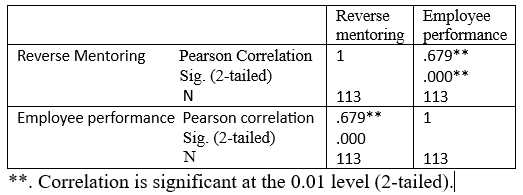 Reverse mentoring Employee performance
Reverse Mentoring Pearson Correlation 1 .679**
Sig. (2-tailed) .000**
N 113 113
Employee performance Pearson correlation .679** 1
Sig. (2-tailed) .000
N 113 113
**. Correlation is significant at the 0.01 level (2-tailed).